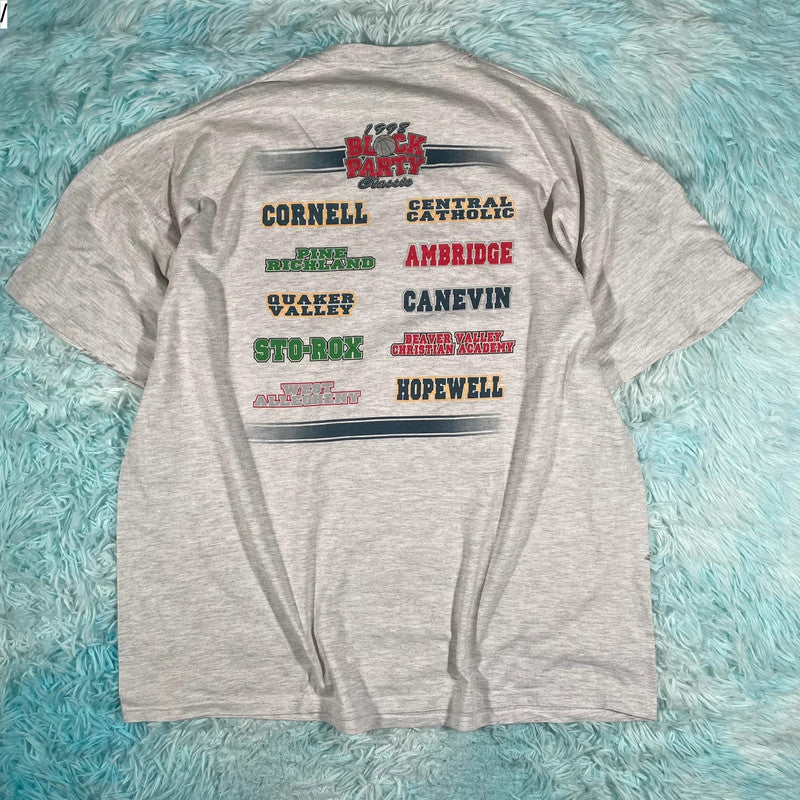 /
1998
BLOCK
PARTY
Classic
CORNELL
CENTRAL
CATHOLIC
PINE
RICHLAND
AMBRIDGE
QUAKER
VALLEY
CANEVIN
STO-ROX
BEAVER VALLEY
CHRISTIAN ACADEMY
WEST
ALLEGHENY
HOPEWELL